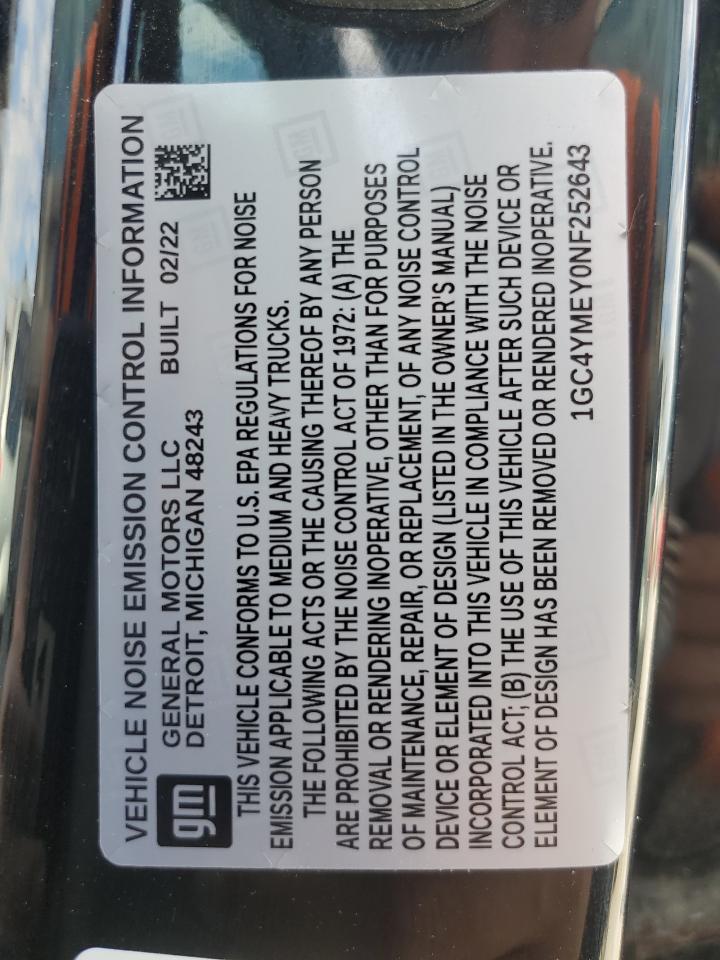 VEHICLE NOISE EMISSION CONTROL INFORMATION
gm
GENERAL MOTORS LLC BUILT 02/22
DETROIT, MICHIGAN 48243
THIS VEHICLE CONFORMS TO U.S. EPA REGULATIONS FOR NOISE
EMISSION APPLICABLE TO MEDIUM AND HEAVY TRUCKS.
THE FOLLOWING ACTS OR THE CAUSING THEREOF BY ANY PERSON
ARE PROHIBITED BY THE NOISE CONTROL ACT OF 1972: (A) THE
REMOVAL OR RENDERING INOPERATIVE, OTHER THAN FOR PURPOSES
OF MAINTENANCE, REPAIR, OR REPLACEMENT, OF ANY NOISE CONTROL
DEVICE OR ELEMENT OF DESIGN (LISTED IN THE OWNER'S MANUAL)
INCORPORATED INTO THIS VEHICLE IN COMPLIANCE WITH THE NOISE
CONTROL ACT; (B) THE USE OF THIS VEHICLE AFTER SUCH DEVICE OR
ELEMENT OF DESIGN HAS BEEN REMOVED OR RENDERED INOPERATIVE.
1GC4YMEY0NF252643